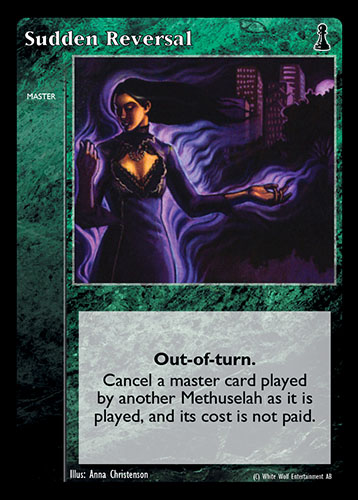 Sudden Reversal
MASTER
Out-of-turn.
Cancel a master card played
by another Methuselah as it is
played, and its cost is not paid.
Illus: Anna Christenson
(C) White Wolf Entertainment AB